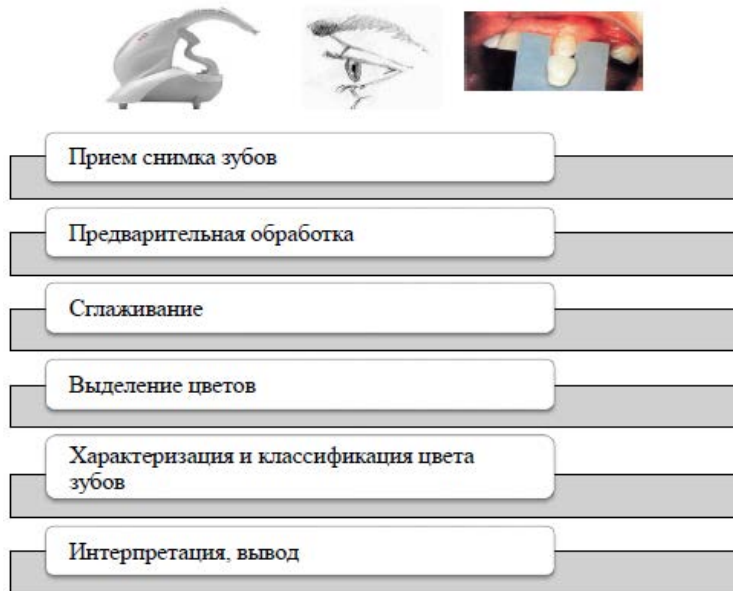 Прием снимка зубов
Предварительная обработка
Сглаживание
Выделение цветов
Характеризация и классификация цвета
зубов
Интерпретация, вывод